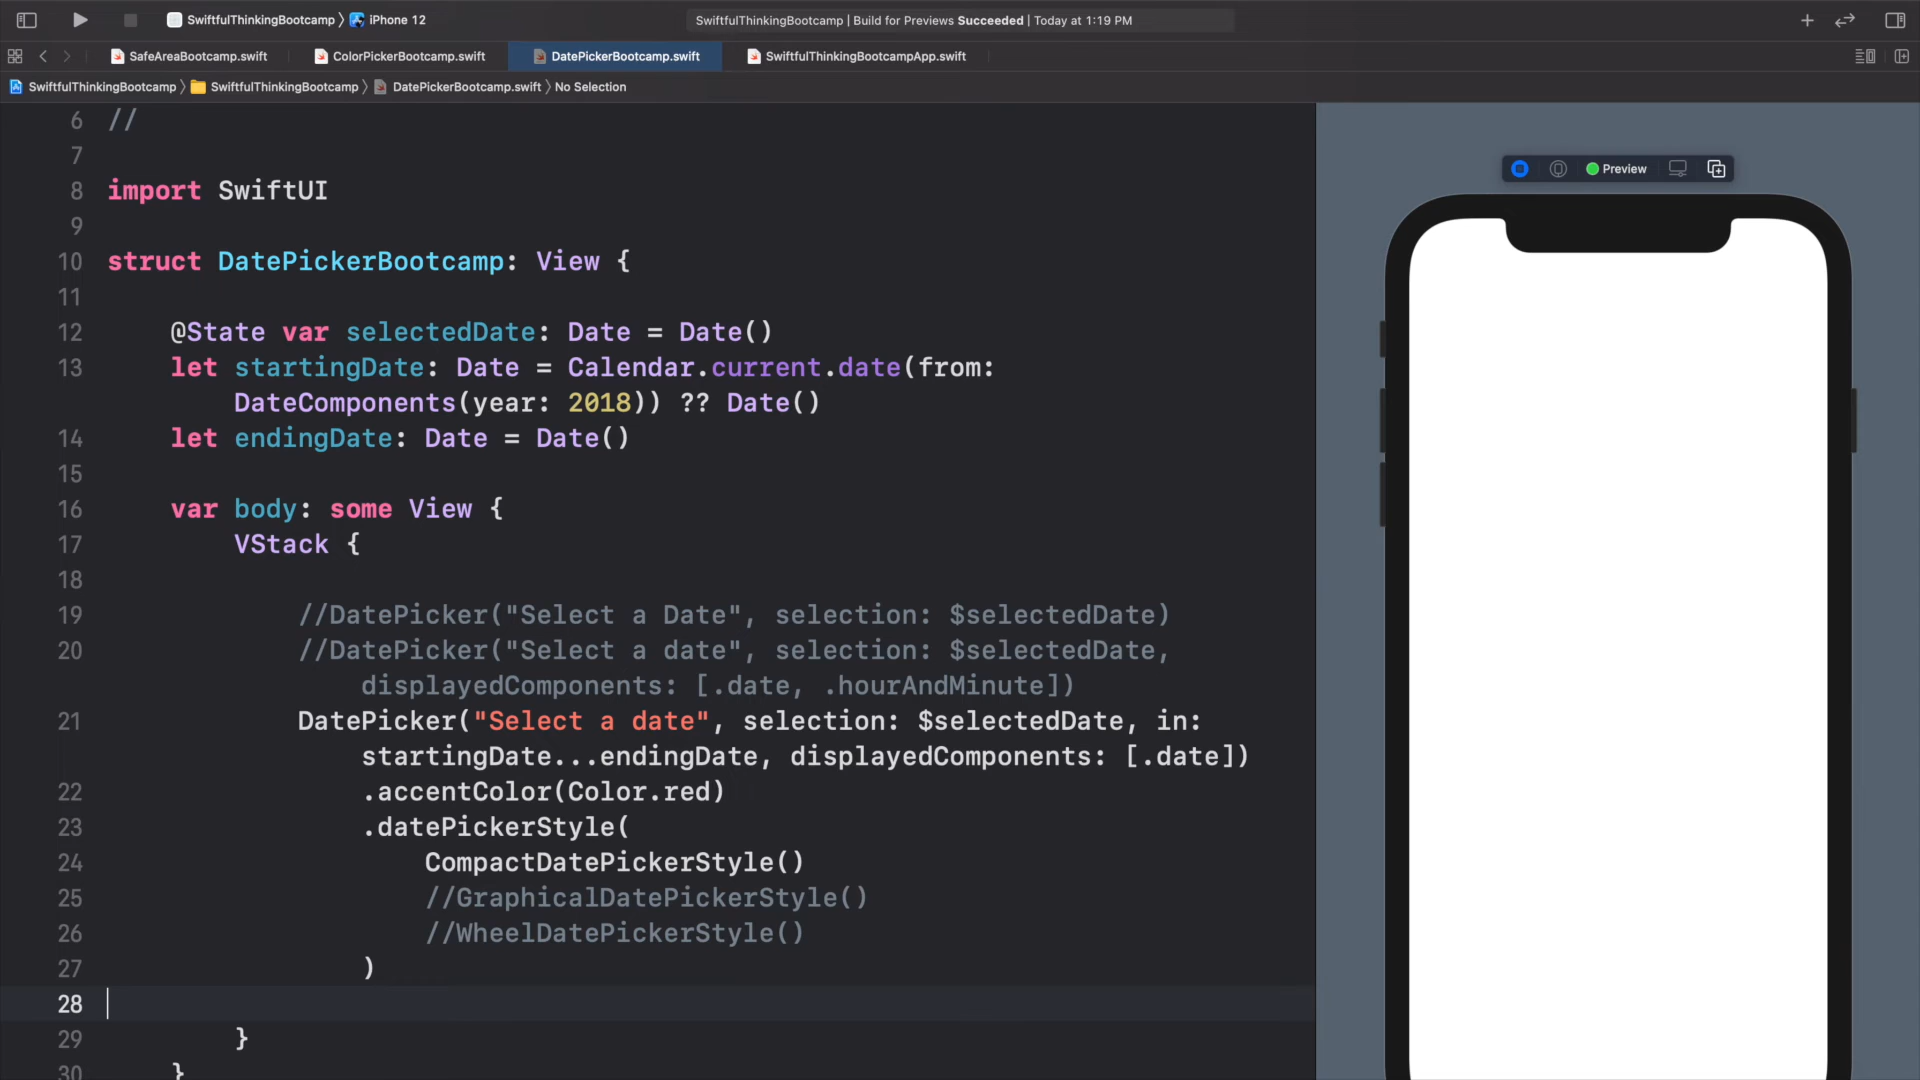 SwiftfulThinkingBootcamp 〉 iPhone 12
SwiftfulThinkingBootcamp | Build for Previews Succeeded | Today at 1:19 PM
SafeAreaBootcamp.swift
ColorPickerBootcamp.swift
DatePickerBootcamp.swift
SwiftfulThinkingBootcampApp.swift
SwiftfulThinkingBootcamp 〉 SwiftfulThinkingBootcamp 〉 DatePickerBootcamp.swift 〉 No Selection
Preview
6 //
7
8 import SwiftUI
9
10 struct DatePickerBootcamp: View {
11
12 @State var selectedDate: Date = Date()
13 let startingDate: Date = Calendar.current.date(from:
DateComponents(year: 2018)) ?? Date()
14 let endingDate: Date = Date()
15
16 var body: some View {
17 VStack {
18
19 //DatePicker("Select a Date", selection: $selectedDate)
20 //DatePicker("Select a date", selection: $selectedDate,
displayedComponents: [.date, .hourAndMinute])
21 DatePicker("Select a date", selection: $selectedDate, in:
startingDate...endingDate, displayedComponents: [.date])
22 .accentColor(Color.red)
23 .datePickerStyle(
24 CompactDatePickerStyle()
25 //GraphicalDatePickerStyle()
26 //WheelDatePickerStyle()
27 )
28
29 }
30 }